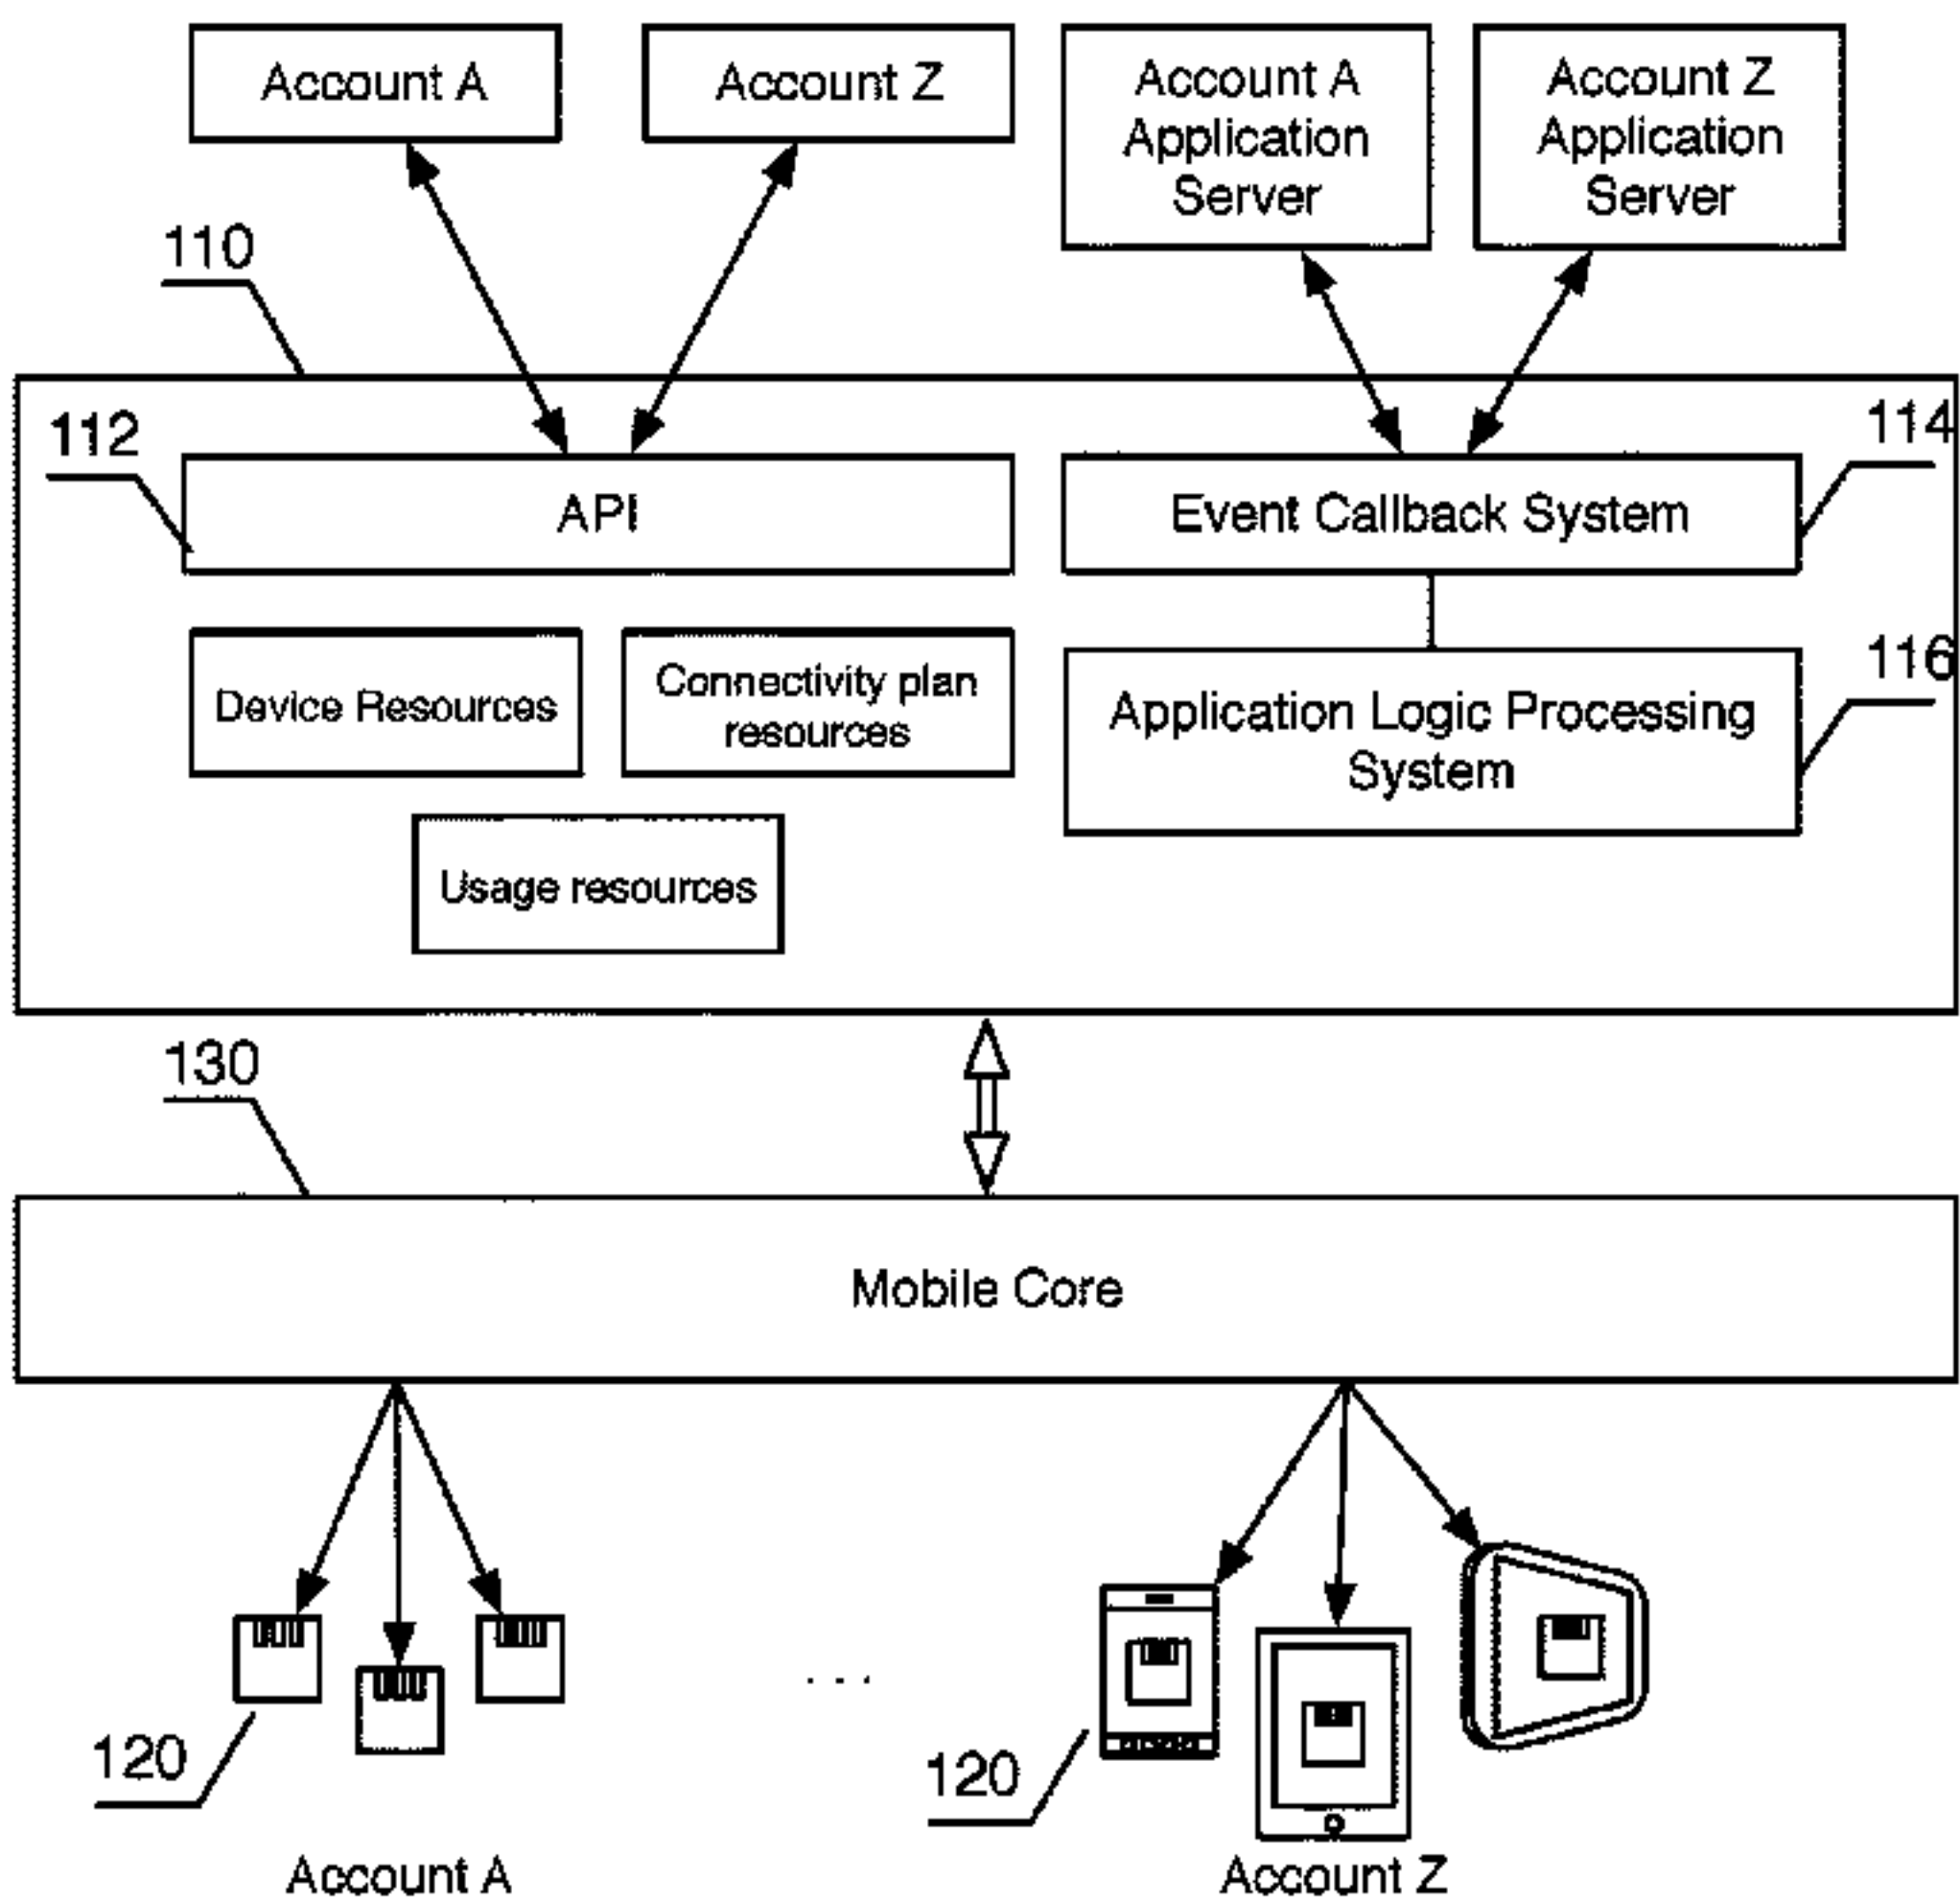 Account A
Account Z
Account A
Application
Server
Account Z
Application
Server
110
112
API
Event Callback System
114
Device Resources
Connectivity plan
resources
Application Logic Processing
System
116
Usage resources
130
Mobile Core
. . .
120
120
Account A
Account Z